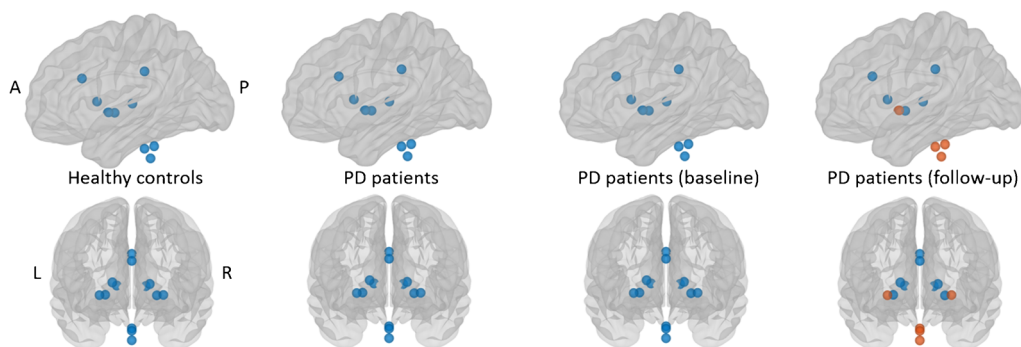 A
P
Healthy controls
PD patients
PD patients (baseline)
PD patients (follow-up)
L
R